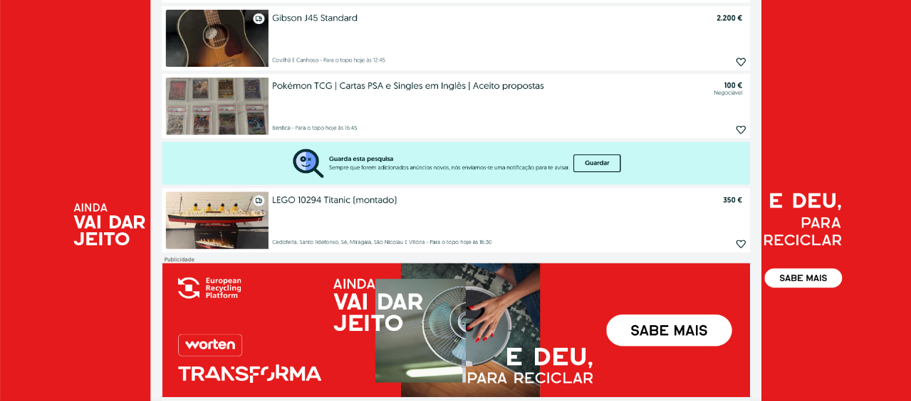 Gibson J45 Standard
2.200 €
Covilhã E Canhoso - Para o topo hoje às 12:45
Pokémon TCG | Cartas PSA e Singles em Inglês | Aceito propostas
100 €
Negociável
Benfica - Para o topo hoje às 16:45
Guarda esta pesquisa
Sempre que forem adicionados anúncios novos, nós enviamos-te uma notificação para te avisar.
Guardar
LEGO 10294 Titanic (montado)
350 €
Cedofeita, Santo Ildefonso, Sé, Miragaia, São Nicolau E Vitória - Para o topo hoje às 16:30
AINDA
VAI DAR
JEITO
E DEU,
PARA
RECICLAR
SABE MAIS
Publicidade
European
Recycling
Platform
AINDA
VAI DAR
JEITO
worten
TRANSFORMA
E DEU,
PARA RECICLAR
SABE MAIS